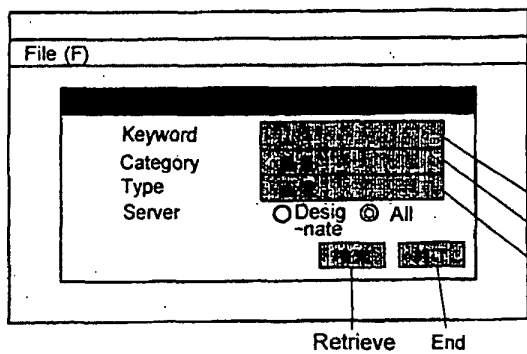 File (F)
Keyword
Category
Type
Server
Desig
-nate
All
Retrieve
End